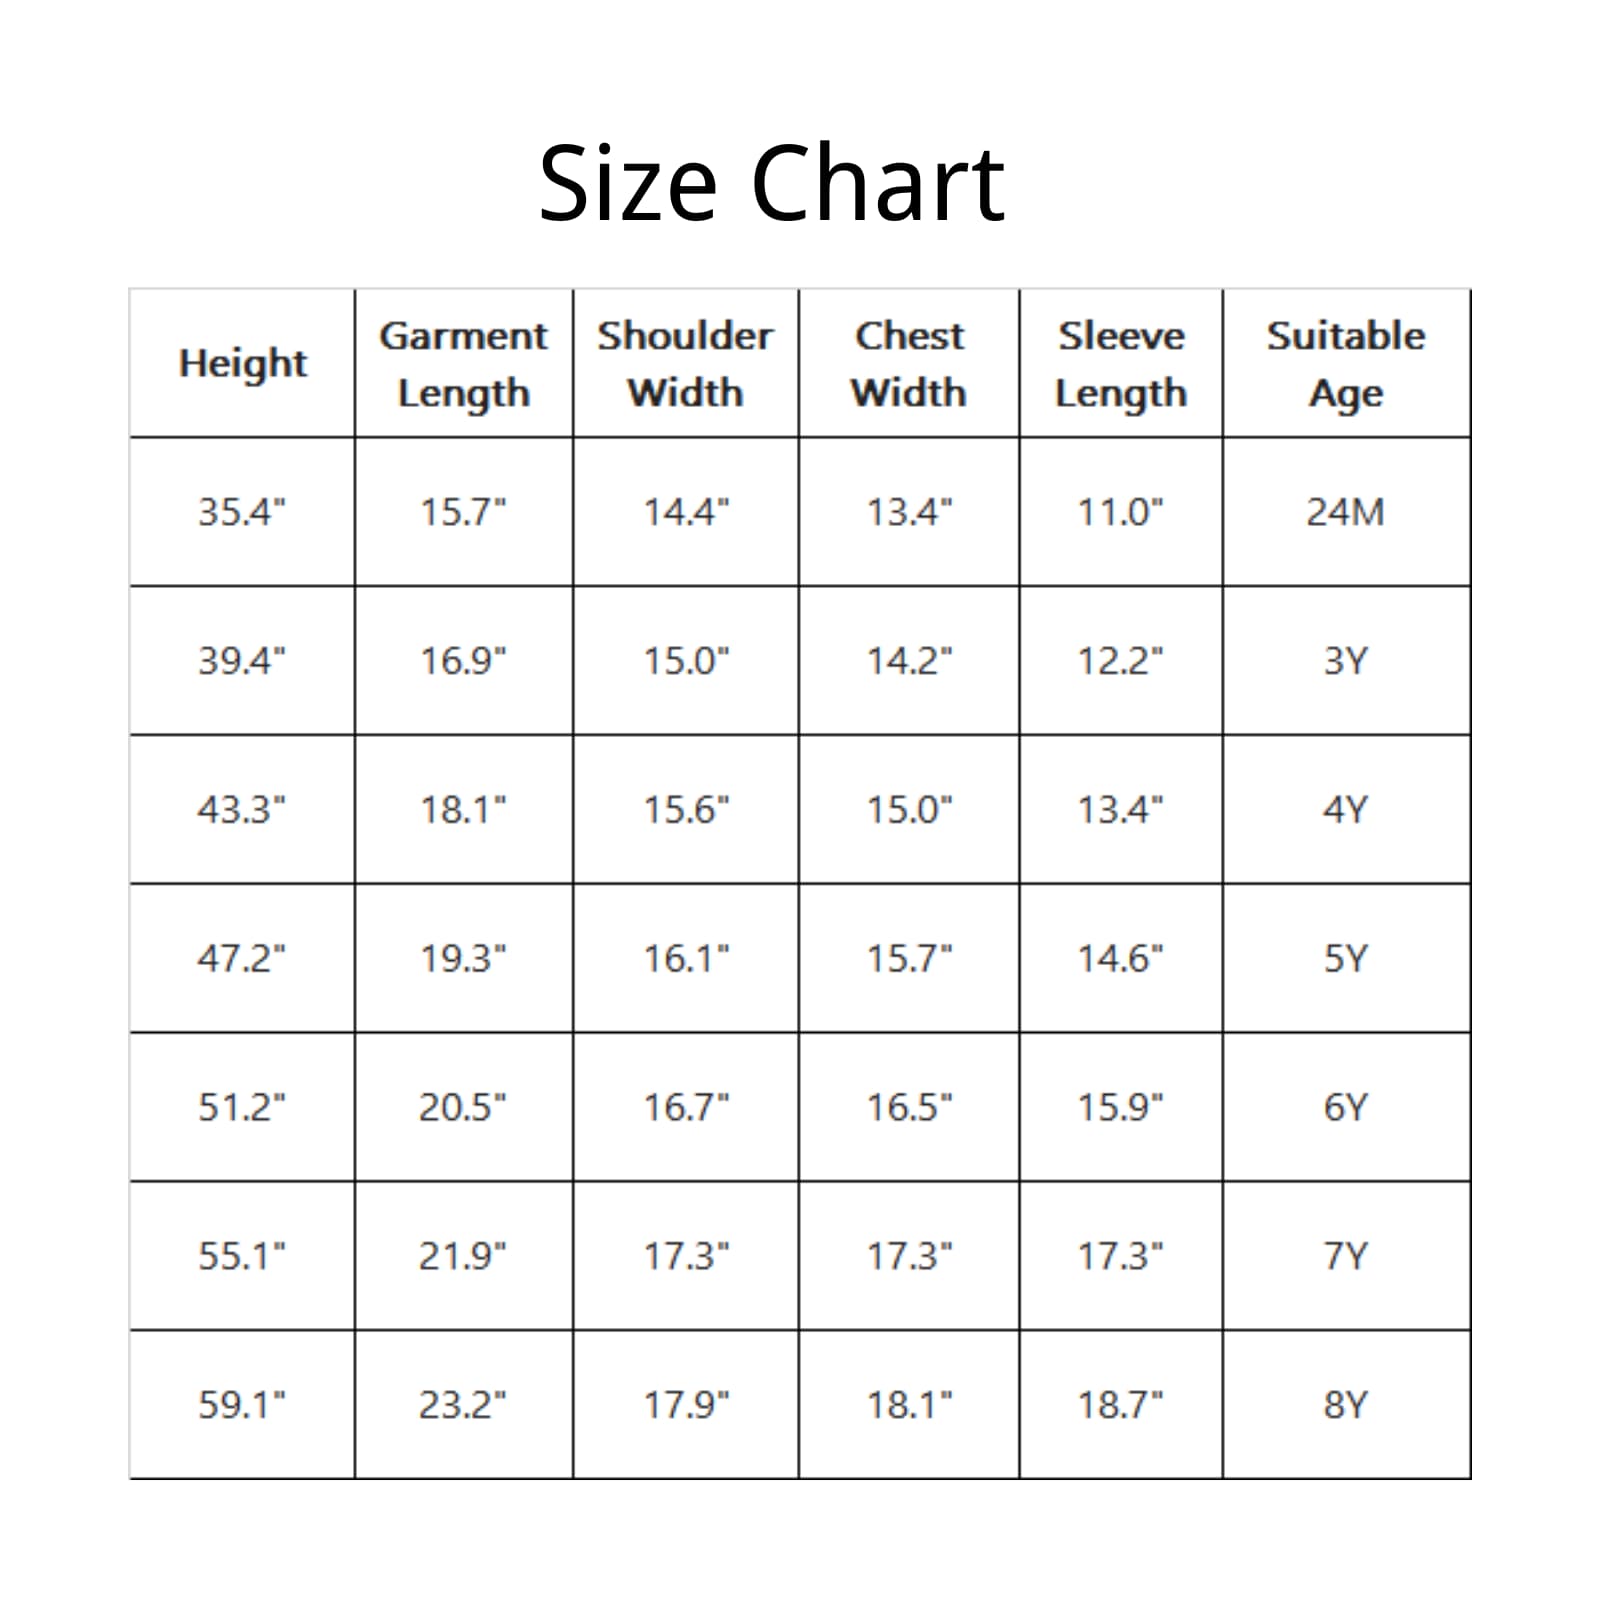 Size Chart
Height Garment Length Shoulder Width Chest Width Sleeve Length Suitable Age
35.4" 15.7" 14.4" 13.4" 11.0" 24M
39.4" 16.9" 15.0" 14.2" 12.2" 3Y
43.3" 18.1" 15.6" 15.0" 13.4" 4Y
47.2" 19.3" 16.1" 15.7" 14.6" 5Y
51.2" 20.5" 16.7" 16.5" 15.9" 6Y
55.1" 21.9" 17.3" 17.3" 17.3" 7Y
59.1" 23.2" 17.9" 18.1" 18.7" 8Y